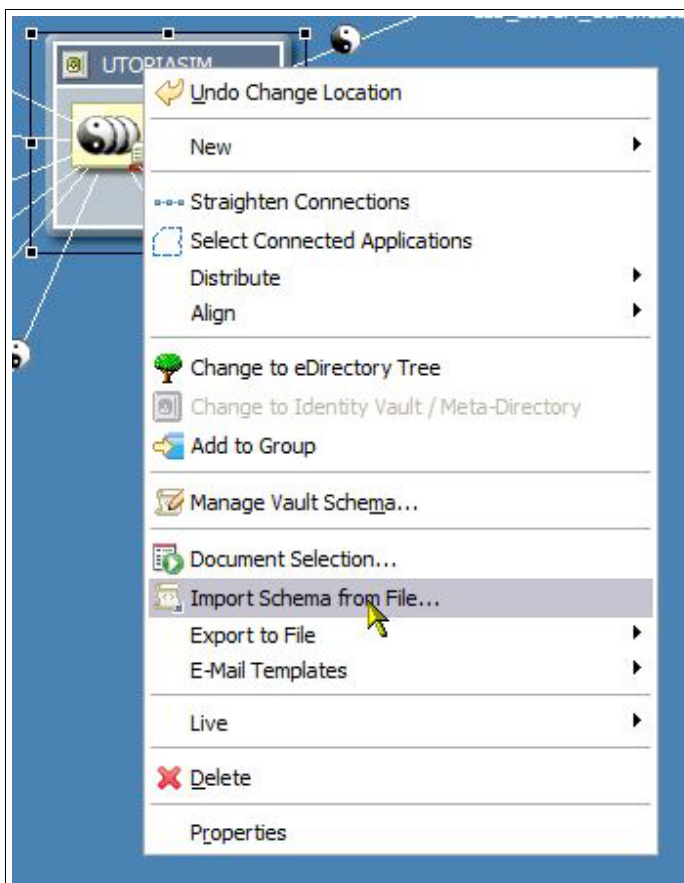 UTOPIASIM
Undo Change Location
New
Straighten Connections
Select Connected Applications
Distribute
Align
Change to eDirectory Tree
Change to Identity Vault / Meta-Directory
Add to Group
Manage Vault Schema...
Document Selection...
Import Schema from File...
Export to File
E-Mail Templates
Live
Delete
Properties